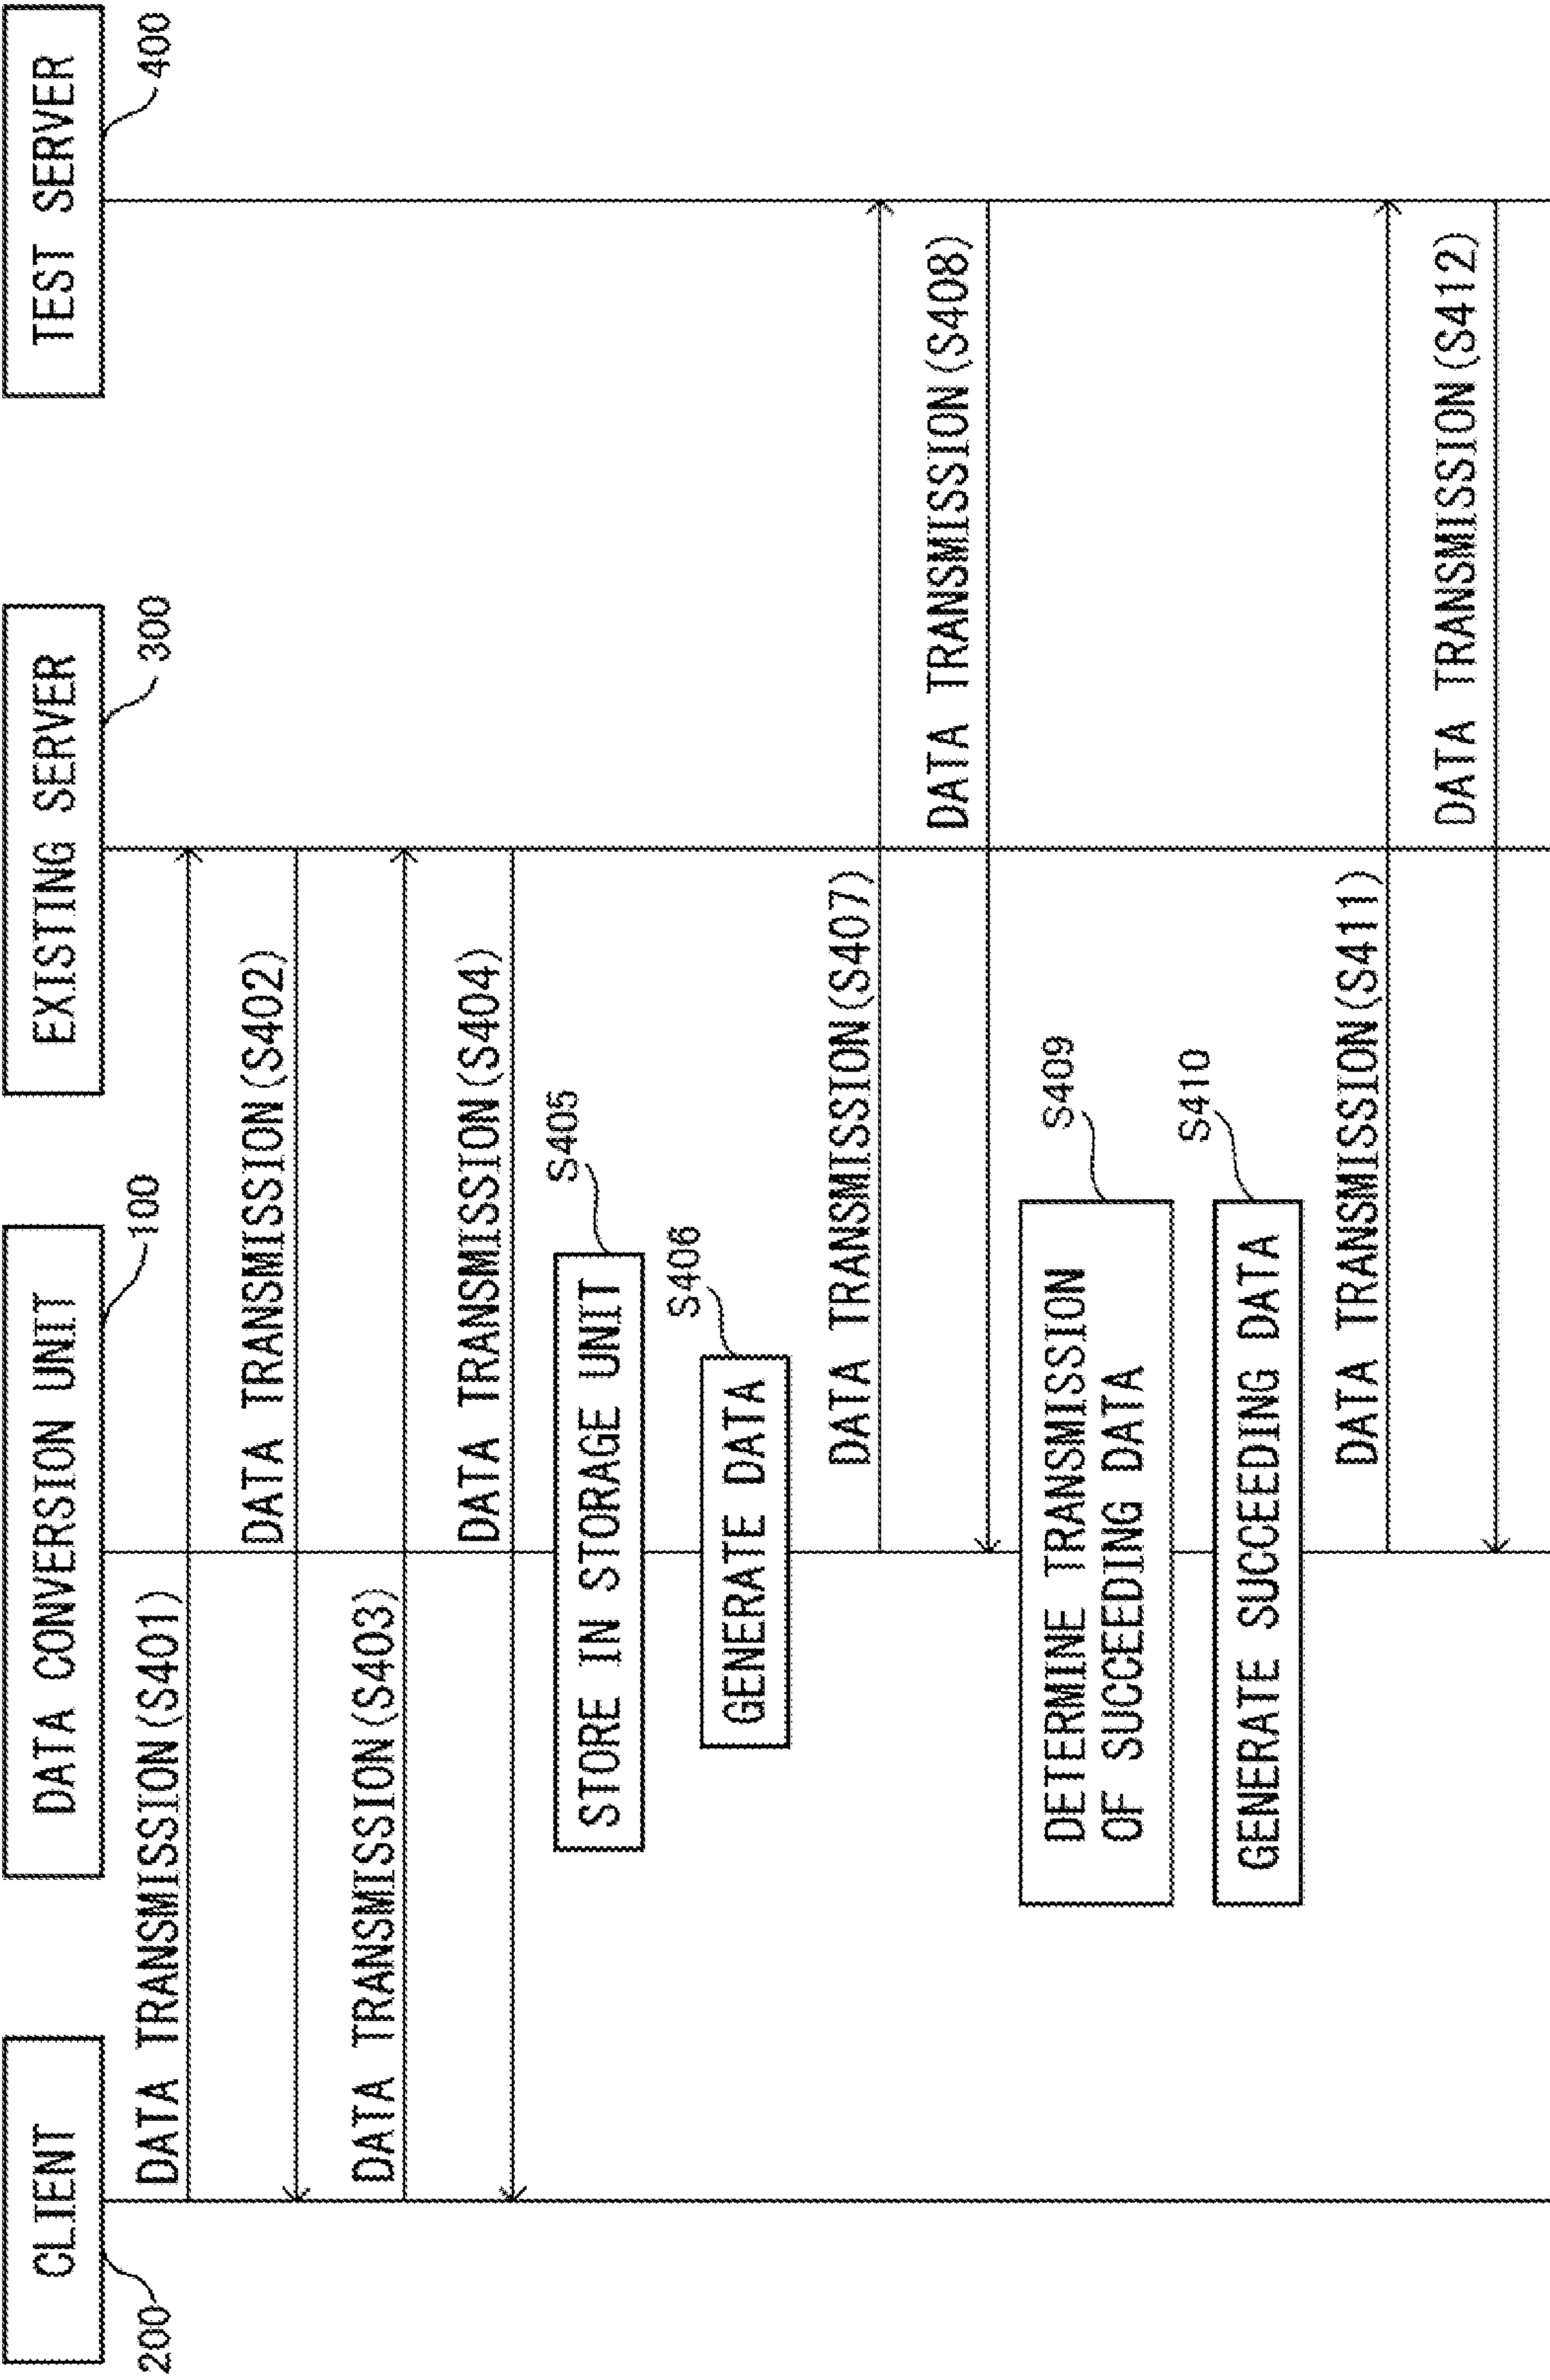 CLIENT
DATA CONVERSION UNIT
EXISTING SERVER
TEST SERVER
200
100
300
400
DATA TRANSMISSION(S401)
DATA TRANSMISSION(S402)
DATA TRANSMISSION(S403)
DATA TRANSMISSION(S404)
STORE IN STORAGE UNIT
S405
GENERATE DATA
S406
DATA TRANSMISSION(S407)
DATA TRANSMISSION(S408)
DETERMINE TRANSMISSION
OF SUCCEEDING DATA
S409
GENERATE SUCCEEDING DATA
S410
DATA TRANSMISSION(S411)
DATA TRANSMISSION(S412)